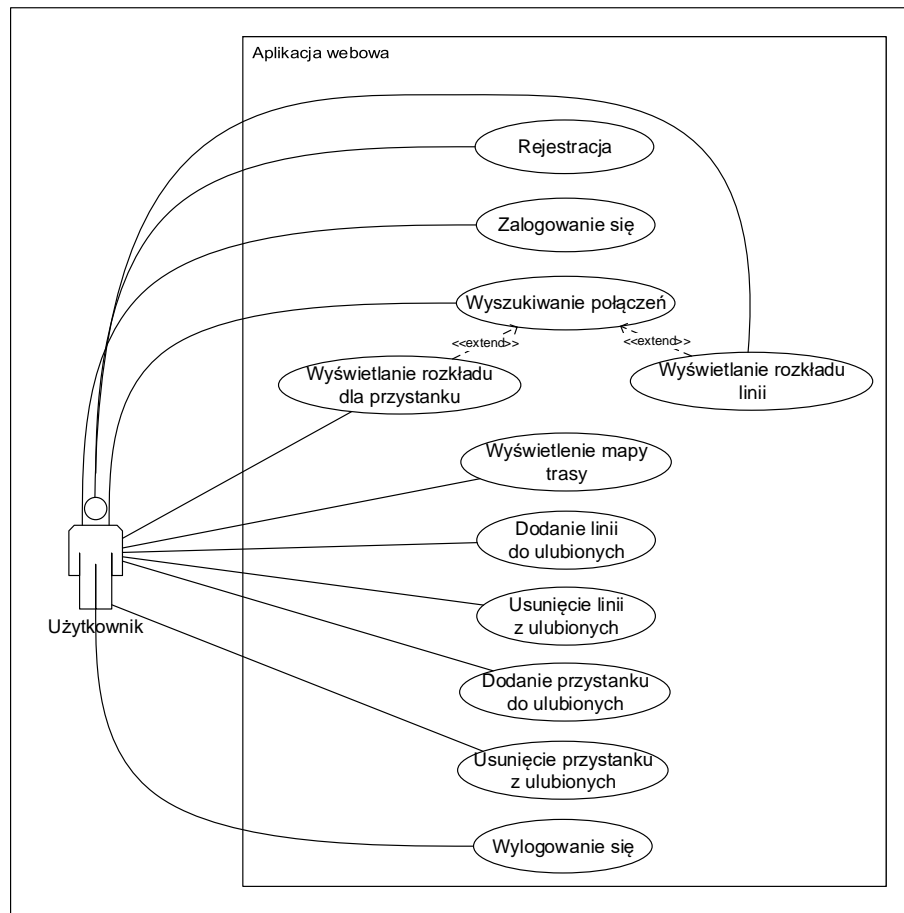 Aplikacja webowa
Rejestracja
Zalogowanie się
Wyszukiwanie połączeń
<<extend>>
<<extend>>
Wyświetlanie rozkładu
dla przystanku
Wyświetlanie rozkładu
linii
Wyświetlenie mapy
trasy
Dodanie linii
do ulubionych
Usunięcie linii
z ulubionych
Użytkownik
Dodanie przystanku
do ulubionych
Usunięcie przystanku
z ulubionych
Wylogowanie się